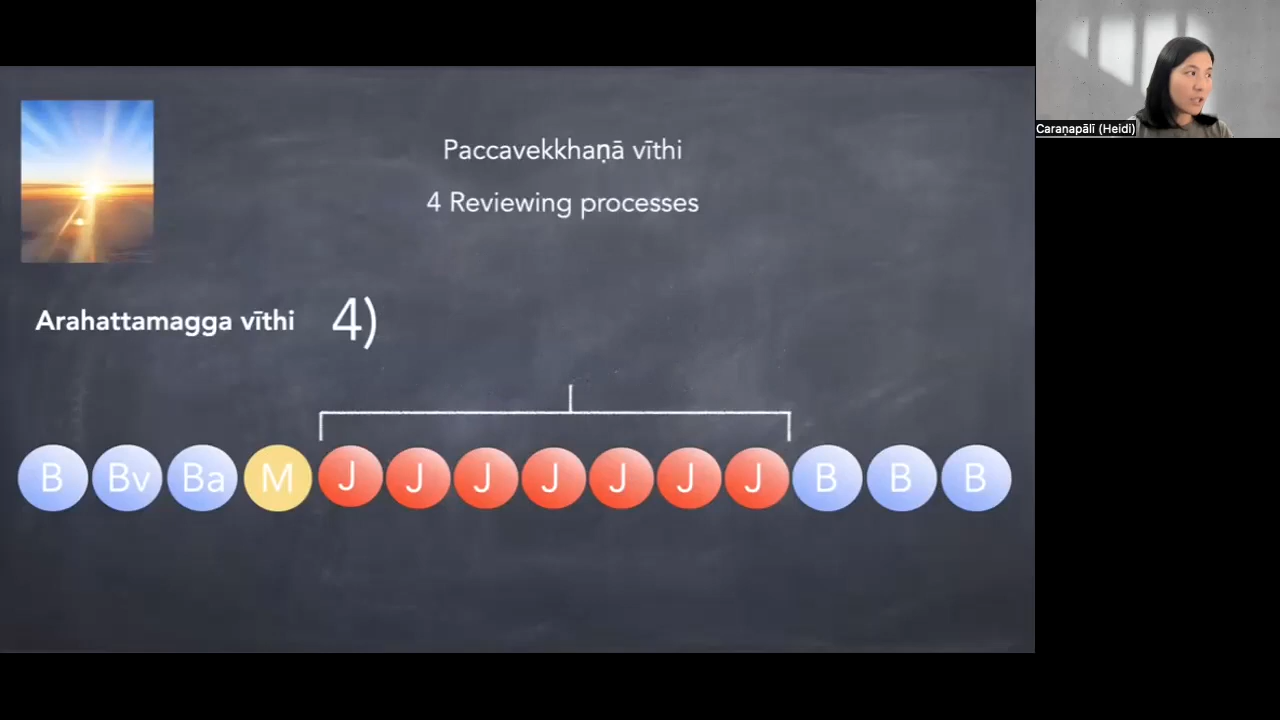 Paccavekkhaṇā vīthi
4 Reviewing processes
Caraṇapālī (Heidi)
Arahattamagga vīthi 4)
B Bv Ba M J J J J J J J B B B